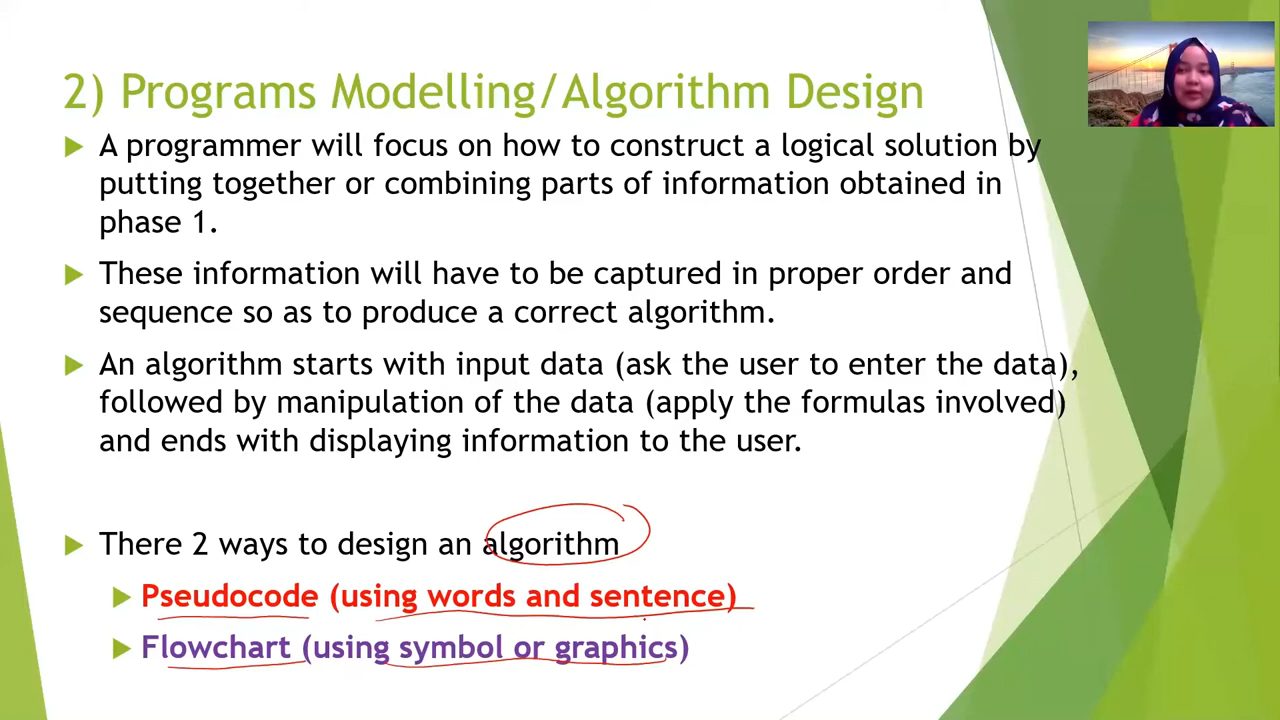 2) Programs Modelling/Algorithm Design
A programmer will focus on how to construct a logical solution by
putting together or combining parts of information obtained in
phase 1.
These information will have to be captured in proper order and
sequence so as to produce a correct algorithm.
An algorithm starts with input data (ask the user to enter the data),
followed by manipulation of the data (apply the formulas involved)
and ends with displaying information to the user.
There 2 ways to design an algorithm
Pseudocode (using words and sentence)
Flowchart (using symbol or graphics)